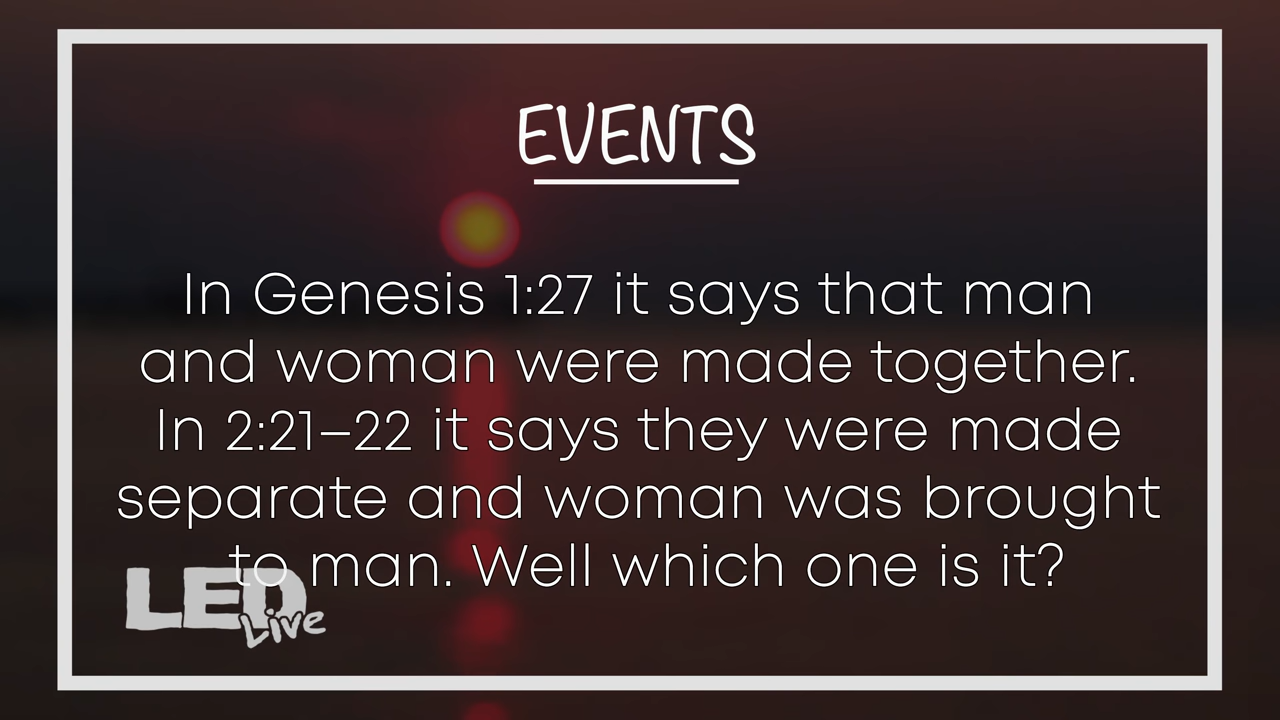 EVENTS
In Genesis 1:27 it says that man
and woman were made together.
In 2:21–22 it says they were made
separate and woman was brought
to man. Well which one is it?
LED
Live